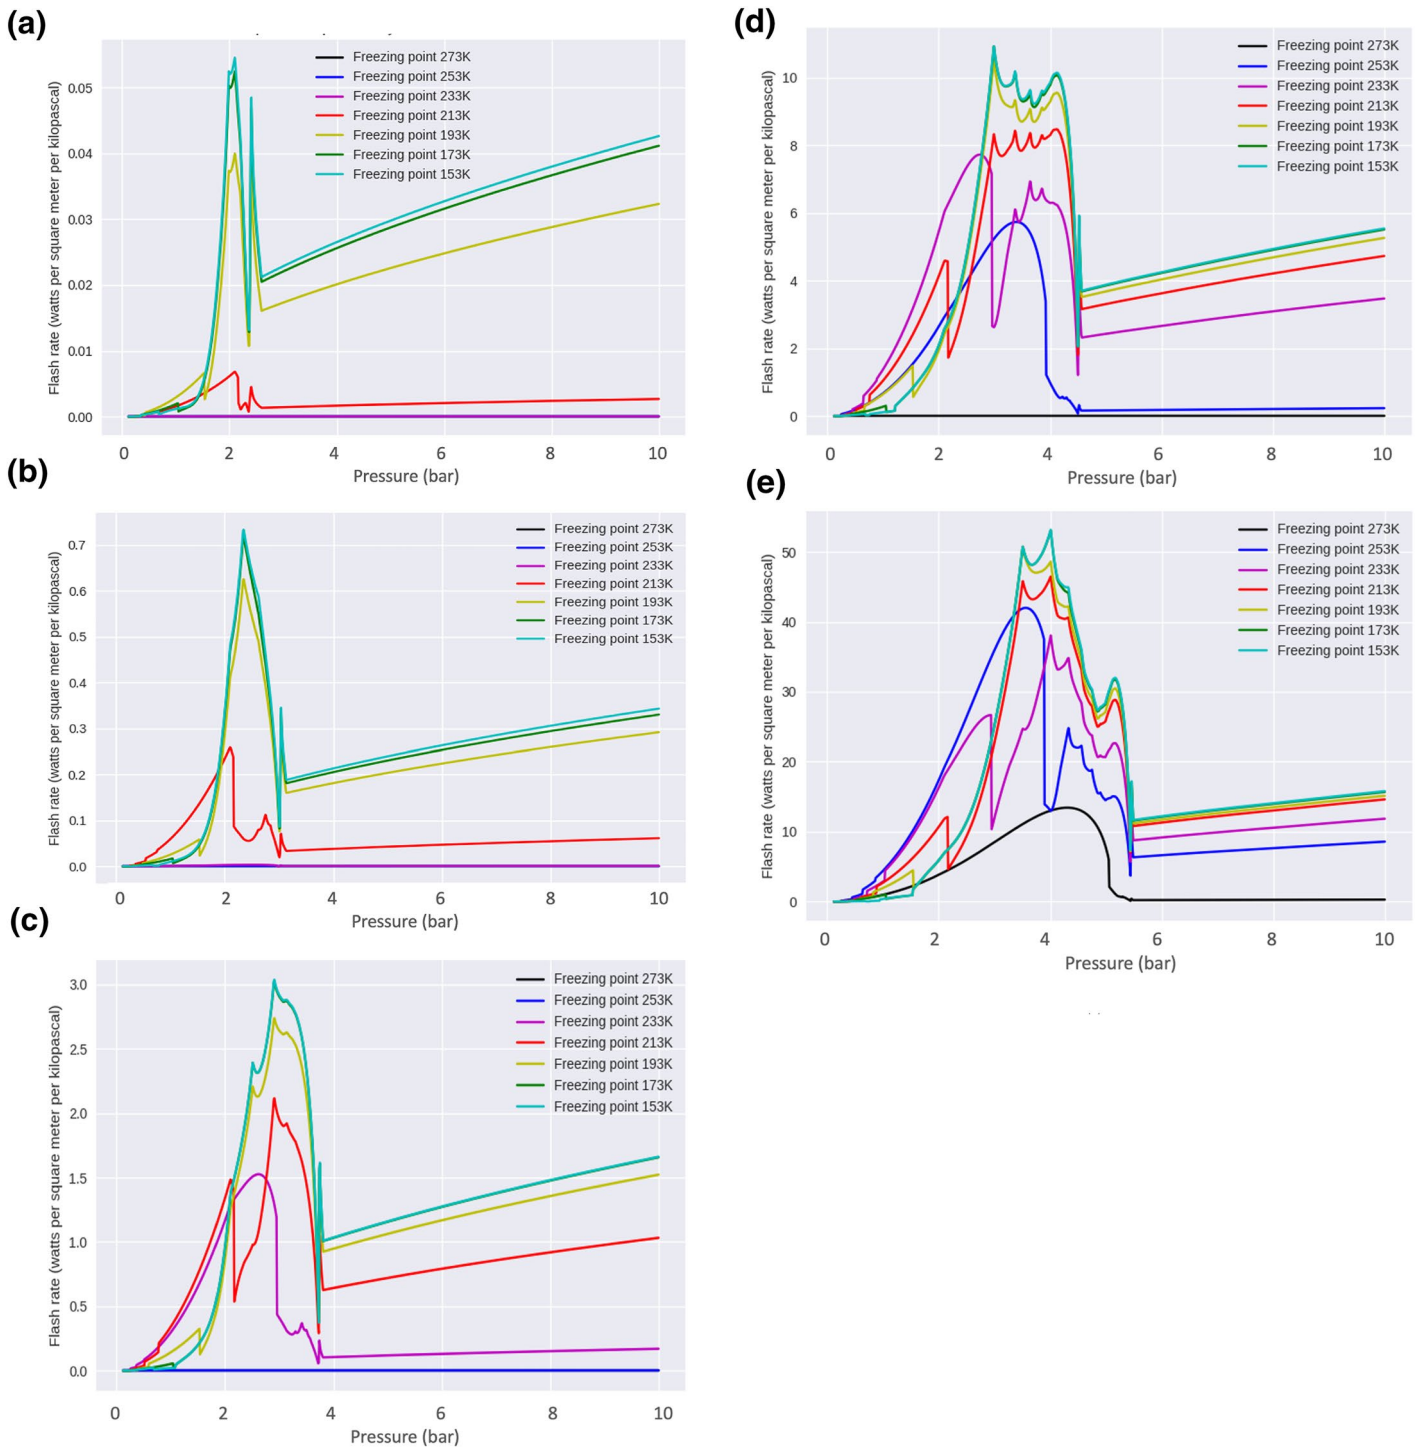 (a)
Flash rate (watts per square meter per kilopascal)
0.05
0.04
0.03
0.02
0.01
0.00
Freezing point 273K
Freezing point 253K
Freezing point 233K
Freezing point 213K
Freezing point 193K
Freezing point 173K
Freezing point 153K
0 2 4 6 8 10
Pressure (bar)
(b)
Flash rate (watts per square meter per kilopascal)
0.7
0.6
0.5
0.4
0.3
0.2
0.1
0.0
Freezing point 273K
Freezing point 253K
Freezing point 233K
Freezing point 213K
Freezing point 193K
Freezing point 173K
Freezing point 153K
0 2 4 6 8 10
Pressure (bar)
(c)
Flash rate (watts per square meter per kilopascal)
3.0
2.5
2.0
1.5
1.0
0.5
0.0
Freezing point 273K
Freezing point 253K
Freezing point 233K
Freezing point 213K
Freezing point 193K
Freezing point 173K
Freezing point 153K
0 2 4 6 8 10
Pressure (bar)
(d)
Flash rate (watts per square meter per kilopascal)
10
8
6
4
2
0
Freezing point 273K
Freezing point 253K
Freezing point 233K
Freezing point 213K
Freezing point 193K
Freezing point 173K
Freezing point 153K
0 2 4 6 8 10
Pressure (bar)
(e)
Flash rate (watts per square meter per kilopascal)
50
40
30
20
10
0
Freezing point 273K
Freezing point 253K
Freezing point 233K
Freezing point 213K
Freezing point 193K
Freezing point 173K
Freezing point 153K
0 2 4 6 8 10
Pressure (bar)